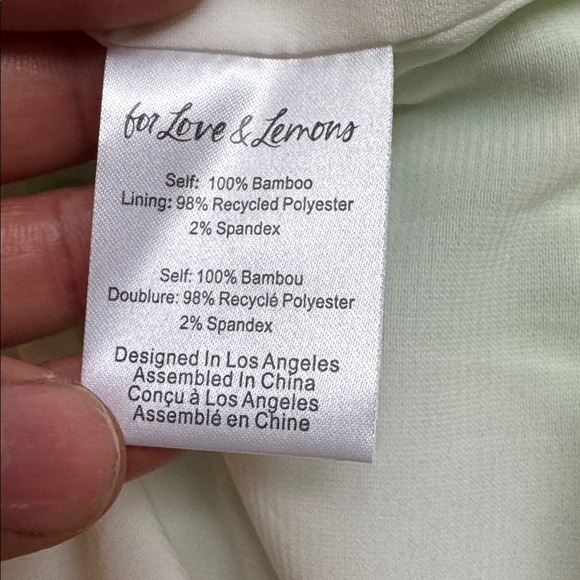 for Love & Lemons
Self: 100% Bamboo
Lining: 98% Recycled Polyester
2% Spandex
Self: 100% Bambou
Doublure: 98% Recyclé Polyester
2% Spandex
Designed In Los Angeles
Assembled In China
Conçu à Los Angeles
Assemblé en Chine